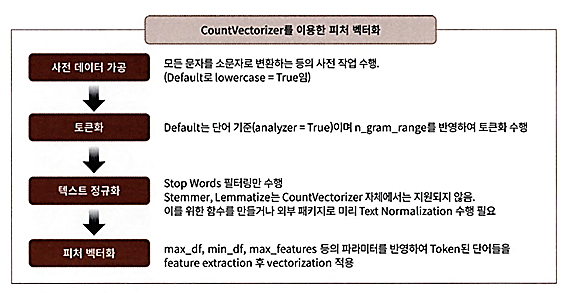 CountVectorizer를 이용한 피처 벡터화
사전 데이터 가공
모든 문자를 소문자로 변환하는 등의 사전 작업 수행.
(Default로 lowercase = True임)
토큰화
Default는 단어 기준(analyzer = True)이며 n_gram_range를 반영하여 토큰화 수행
텍스트 정규화
Stop Words 필터링만 수행
Stemmer, Lemmatize는 CountVectorizer 자체에서는 지원되지 않음.
이를 위한 함수를 만들거나 외부 패키지로 미리 Text Normalization 수행 필요
피처 벡터화
max_df, min_df, max_features 등의 파라미터를 반영하여 Token된 단어들을
feature extraction 후 vectorization 적용